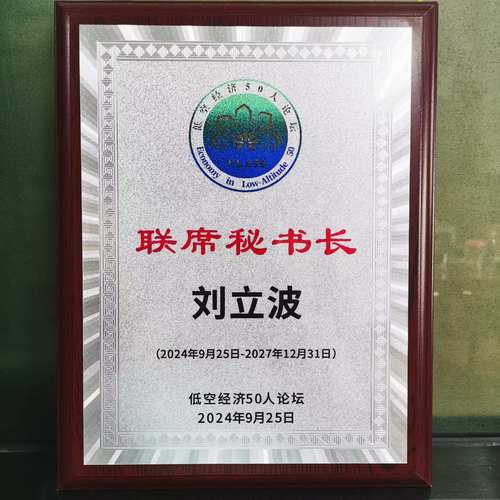 低空经济50人论坛
Economy in Low-Altitude 50
联席秘书长
刘立波
（2024年9月25日-2027年12月31日）
低空经济50人论坛
2024年9月25日